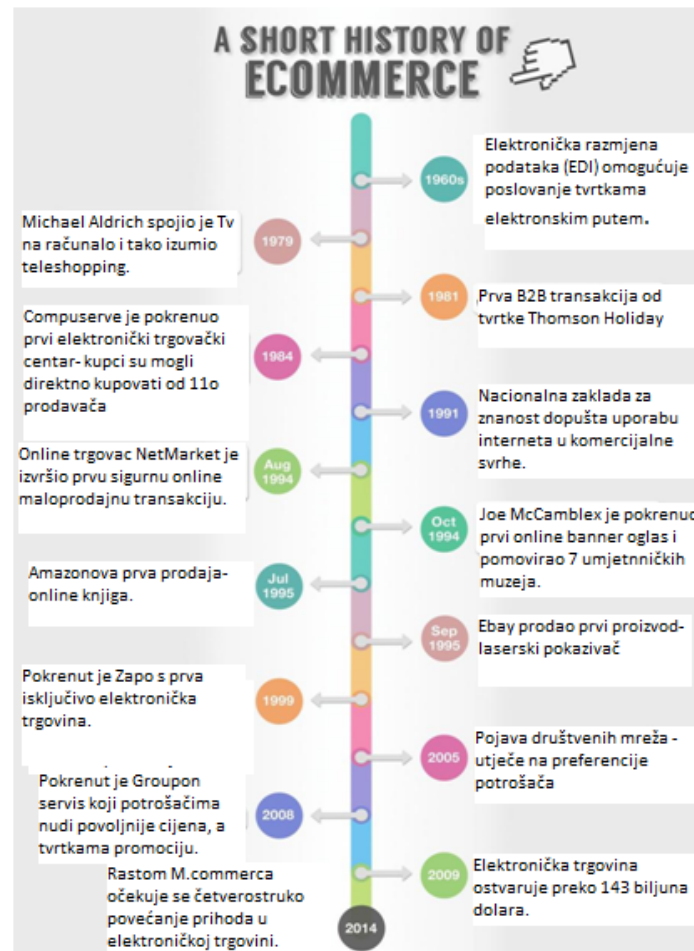 A SHORT HISTORY OF
ECOMMERCE
1960s
Elektronička razmjena
podataka (EDI) omogućuje
poslovanje tvrtkama
elektronskim putem.
1979
Michael Aldrich spojio je Tv
na računalo i tako izumio
teleshopping.
1981
Prva B2B transakcija od
tvrtke Thomson Holiday
1984
Compuserve je pokrenuo
prvi elektronički trgovački
centar- kupci su mogli
direktno kupovati od 11o
prodavača
1991
Nacionalna zaklada za
znanost dopušta uporabu
interneta u komercijalne
svrhe.
Aug
1994
Online trgovac NetMarket je
izvršio prvu sigurnu online
maloprodajnu transakciju.
Oct
1994
Joe McCamblex je pokrenuo
prvi online banner oglas i
pomovirao 7 umjetnničkih
muzeja.
Jul
1995
Amazonova prva prodaja-
online knjiga.
Sep
1995
Ebay prodao prvi proizvod-
laserski pokazivač
1999
Pokrenut je Zapo s prva
isključivo elektronička
trgovina.
2005
Pojava društvenih mreža -
utječe na preferencije
potrošača
2008
Pokrenut je Groupon
servis koji potrošačima
nudi povoljnije cijena, a
tvrtkama promociju.
2009
Elektronička trgovina
ostvaruje preko 143 biljuna
dolara.
2014
Rastom M.commerca
očekuje se četverostruko
povećanje prihoda u
elektroničkoj trgovini.